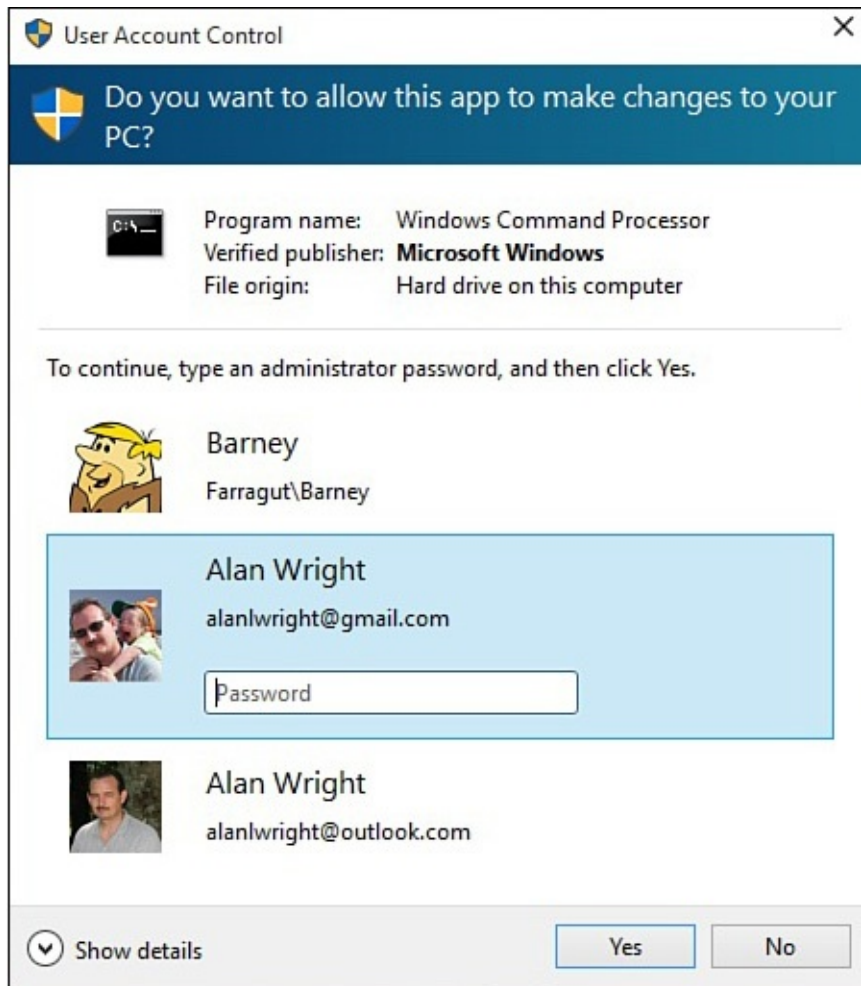 User Account Control
Do you want to allow this app to make changes to your
PC?
C:\_
Program name: Windows Command Processor
Verified publisher: Microsoft Windows
File origin: Hard drive on this computer
To continue, type an administrator password, and then click Yes.
Barney
Farragut\Barney
Alan Wright
alanlwright@gmail.com
Password
Alan Wright
alanlwright@outlook.com
Show details
Yes
No